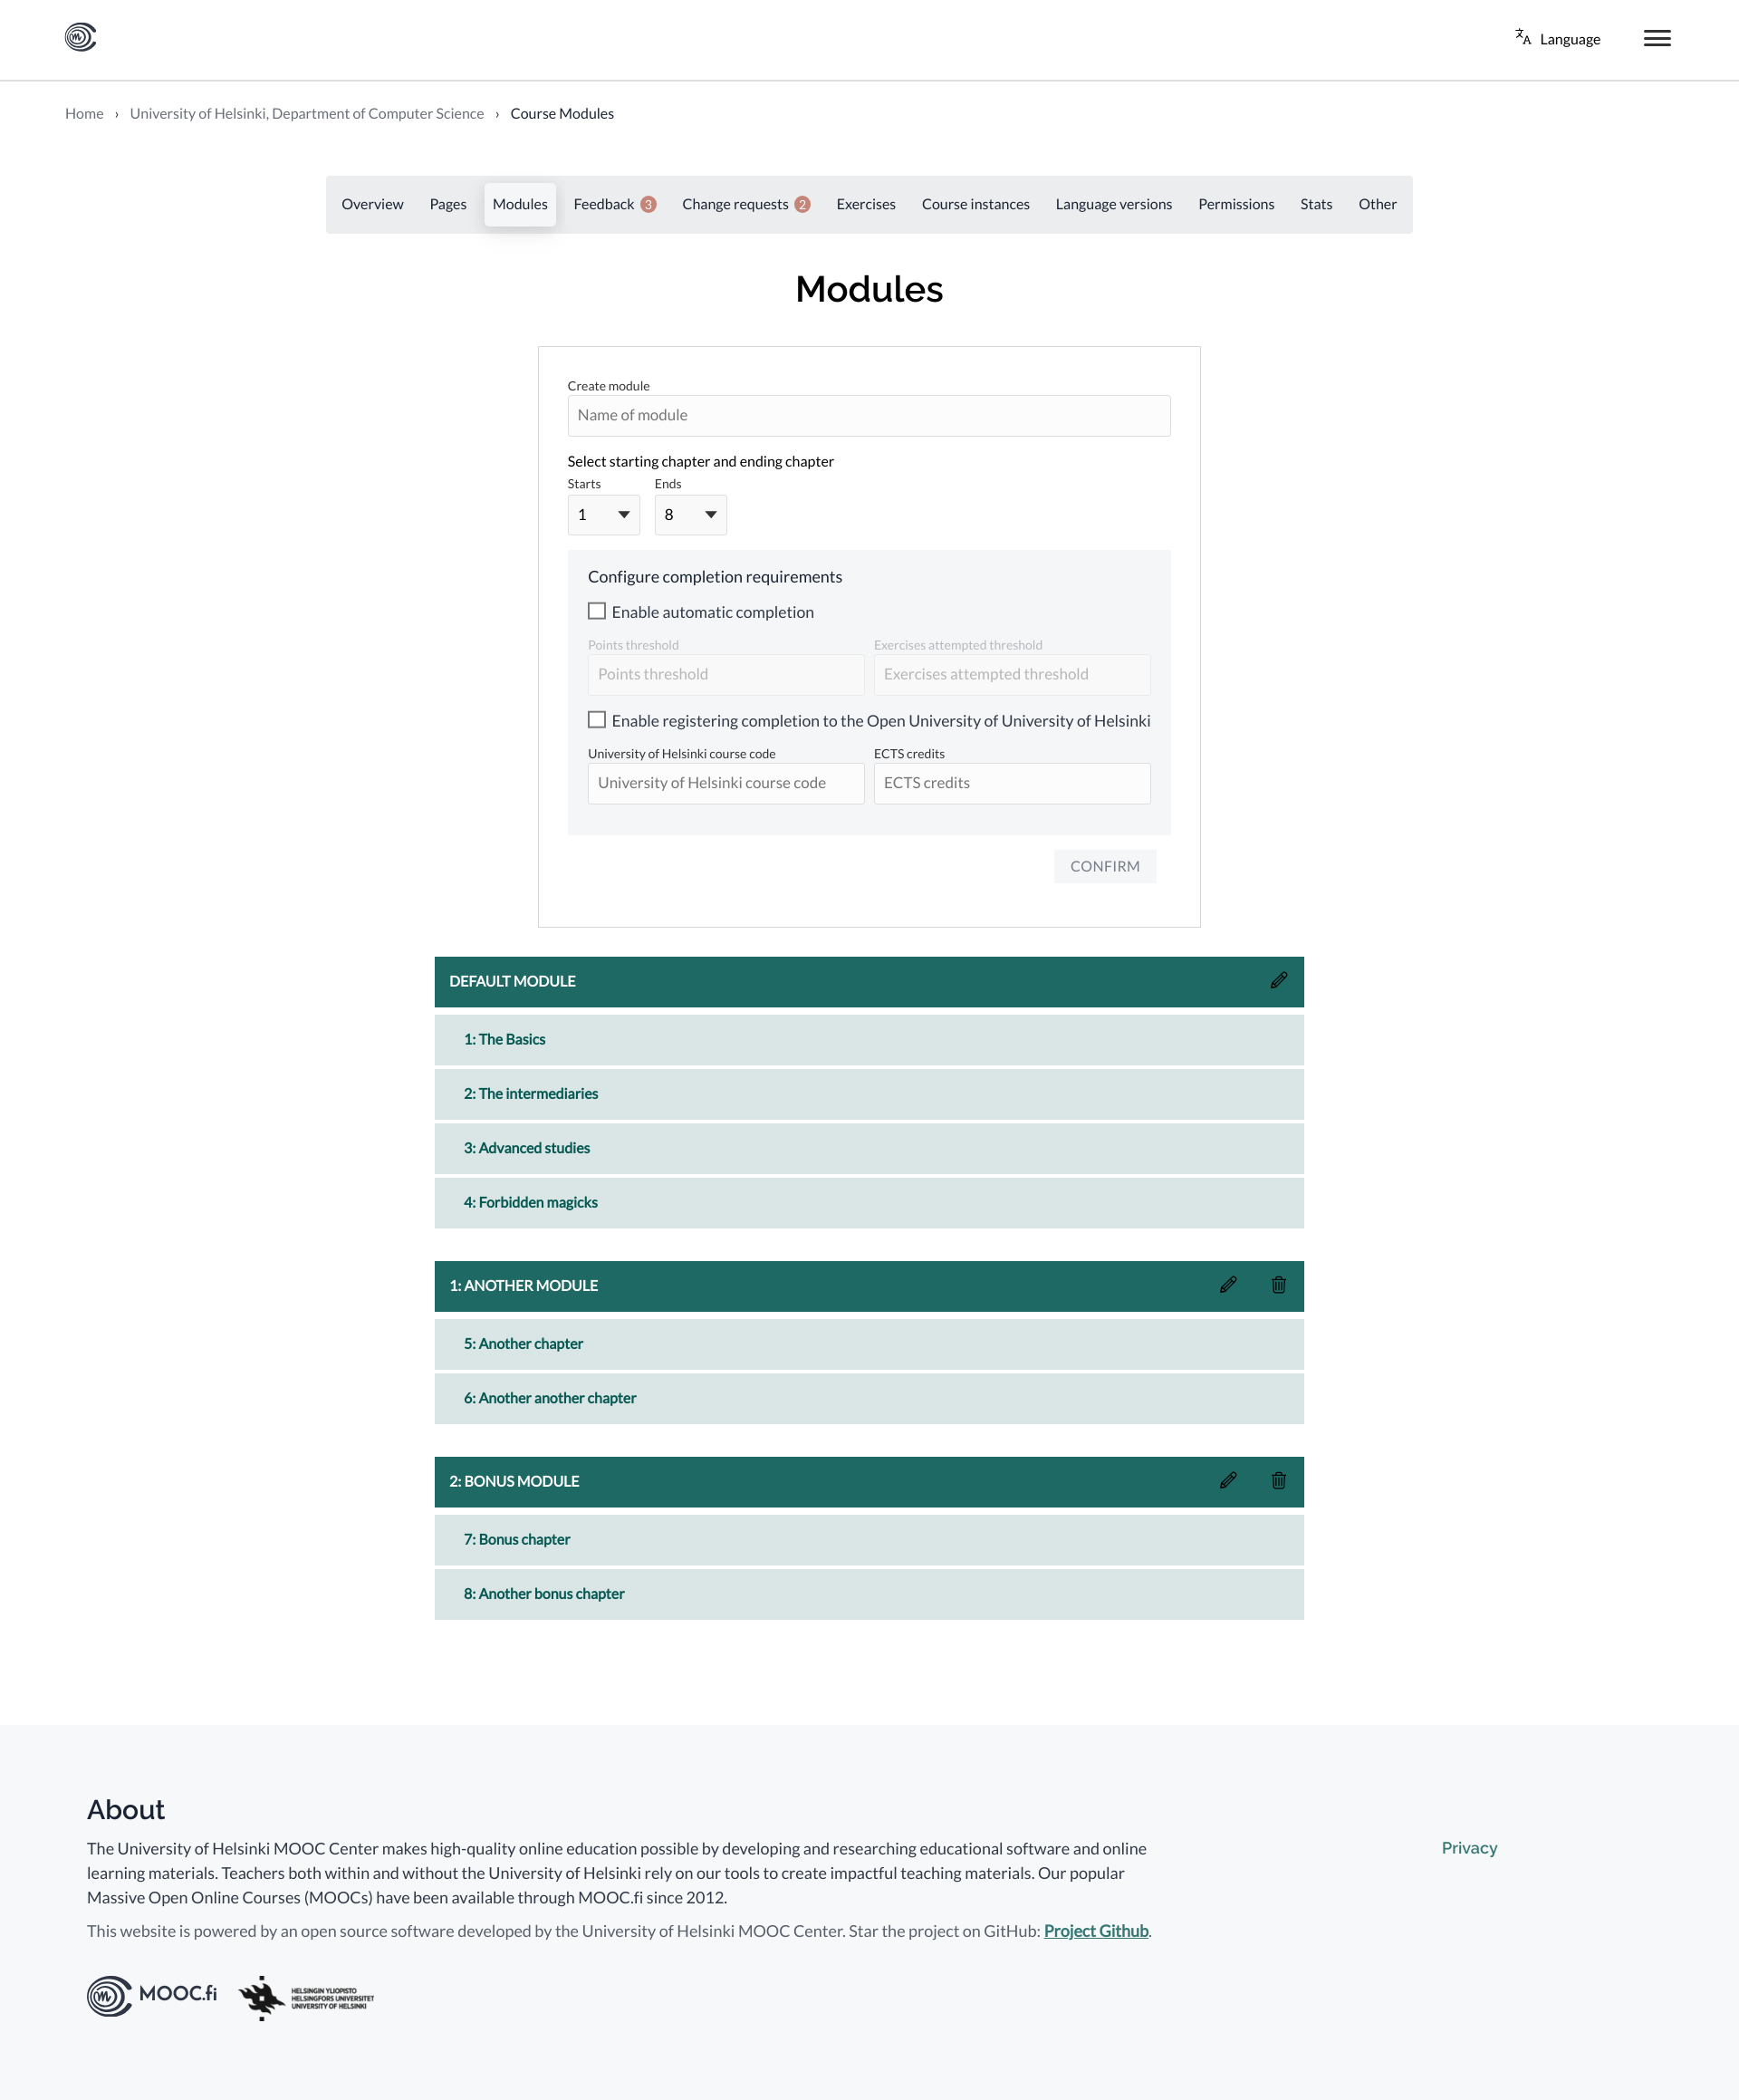 Language
Home › University of Helsinki, Department of Computer Science › Course Modules
Overview Pages Modules Feedback 3 Change requests 2 Exercises Course instances Language versions Permissions Stats Other
Modules
Create module
Name of module
Select starting chapter and ending chapter
Starts Ends
1 8
Configure completion requirements
Enable automatic completion
Points threshold Exercises attempted threshold
Points threshold Exercises attempted threshold
Enable registering completion to the Open University of University of Helsinki
University of Helsinki course code ECTS credits
University of Helsinki course code ECTS credits
CONFIRM
DEFAULT MODULE
1: The Basics
2: The intermediaries
3: Advanced studies
4: Forbidden magicks
1: ANOTHER MODULE
5: Another chapter
6: Another another chapter
2: BONUS MODULE
7: Bonus chapter
8: Another bonus chapter
About
The University of Helsinki MOOC Center makes high-quality online education possible by developing and researching educational software and online
learning materials. Teachers both within and without the University of Helsinki rely on our tools to create impactful teaching materials. Our popular
Massive Open Online Courses (MOOCs) have been available through MOOC.fi since 2012.
This website is powered by an open source software developed by the University of Helsinki MOOC Center. Star the project on GitHub: Project Github.
Privacy
MOOC.fi
HELSINGIN YLIOPISTO
HELSINGFORS UNIVERSITET
UNIVERSITY OF HELSINKI